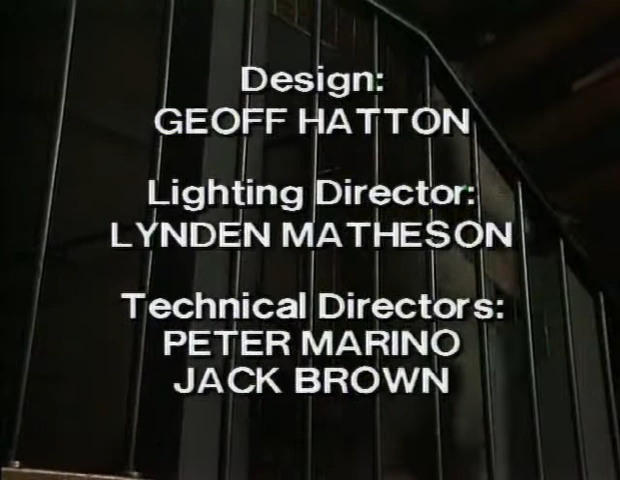 Design:
GEOFF HATTON
Lighting Director:
LYNDEN MATHESON
Technical Directors:
PETER MARINO
JACK BROWN